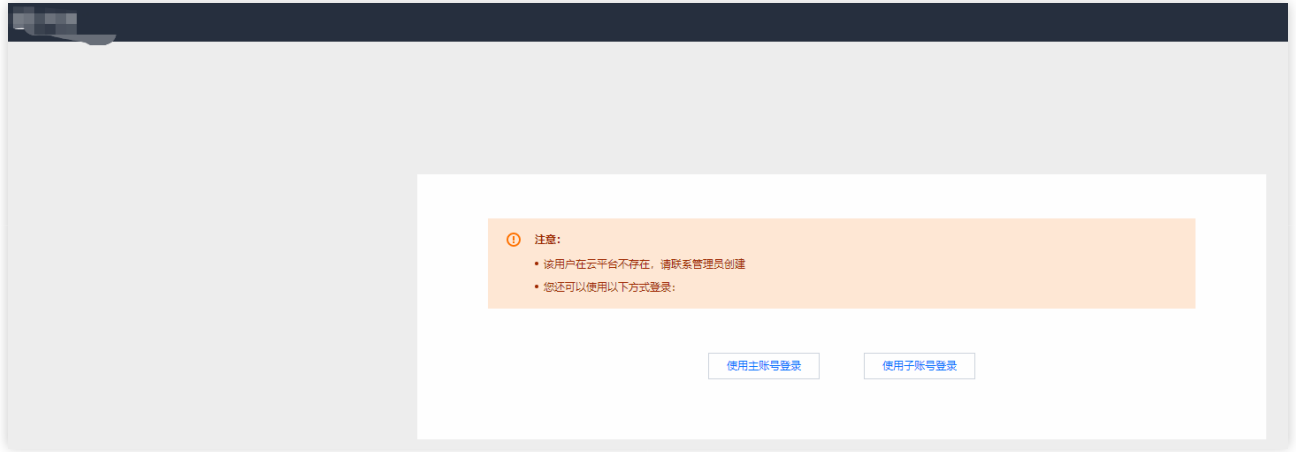 注意：
• 该用户在云平台不存在，请联系管理员创建
• 您还可以使用以下方式登录：
使用主账号登录 使用子账号登录